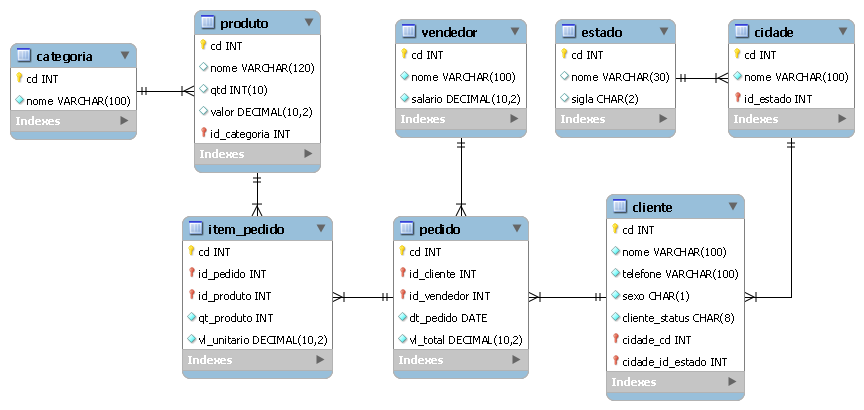 categoria
cd INT
nome VARCHAR(100)
Indexes
produto
cd INT
nome VARCHAR(120)
qtd INT(10)
valor DECIMAL(10,2)
id_categoria INT
Indexes
vendedor
cd INT
nome VARCHAR(100)
salario DECIMAL(10,2)
Indexes
estado
cd INT
nome VARCHAR(30)
sigla CHAR(2)
Indexes
cidade
cd INT
nome VARCHAR(100)
id_estado INT
Indexes
item_pedido
cd INT
id_pedido INT
id_produto INT
qt_produto INT
vl_unitario DECIMAL(10,2)
Indexes
pedido
cd INT
id_cliente INT
id_vendedor INT
dt_pedido DATE
vl_total DECIMAL(10,2)
Indexes
cliente
cd INT
nome VARCHAR(100)
telefone VARCHAR(100)
sexo CHAR(1)
cliente_status CHAR(8)
cidade_cd INT
cidade_id_estado INT
Indexes